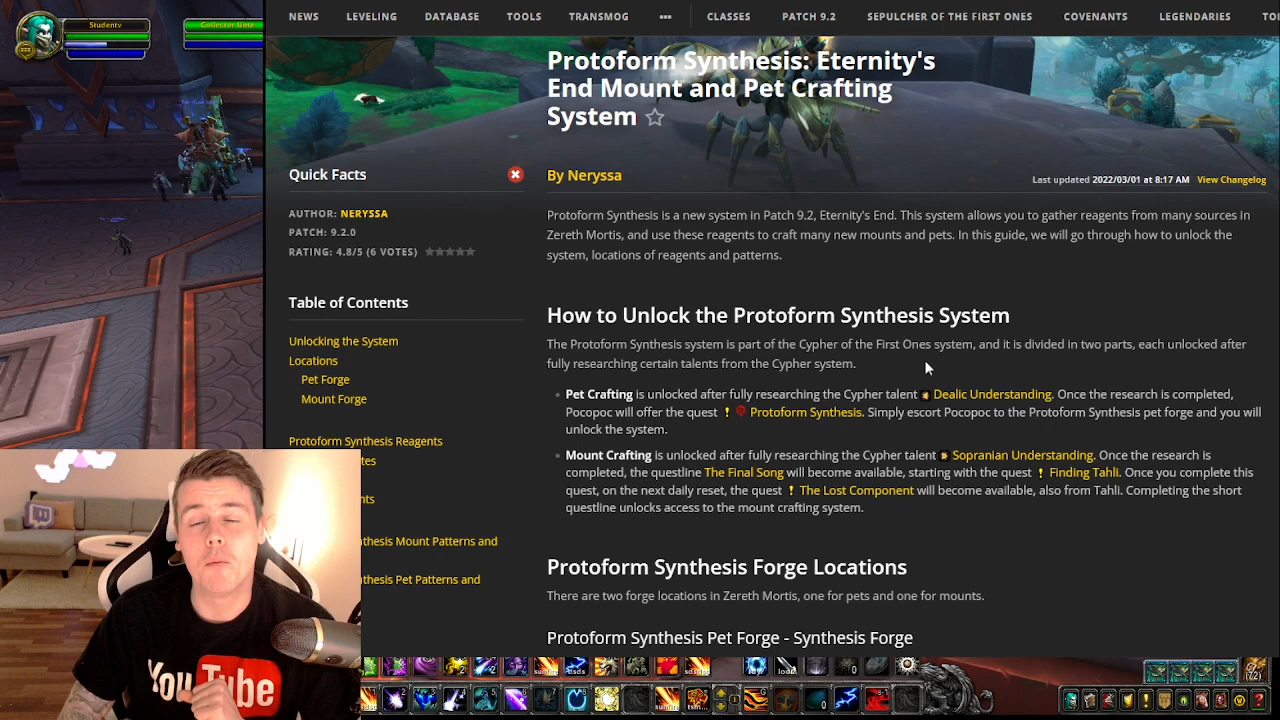 Studentv
NEWS LEVELING DATABASE TOOLS TRANSMOG CLASSES PATCH 9.2 SEPULCHER OF THE FIRST ONES COVENANTS LEGENDARIES
Protoform Synthesis: Eternity's
End Mount and Pet Crafting
System
Quick Facts
By Neryssa
Last updated 2022/03/01 at 8:17 AM View Changelog
AUTHOR: NERYSSA
PATCH: 9.2.0
RATING: 4.8/5 (6 VOTES)
Protoform Synthesis is a new system in Patch 9.2, Eternity's End. This system allows you to gather reagents from many sources in
Zereth Mortis, and use these reagents to craft many new mounts and pets. In this guide, we will go through how to unlock the
system, locations of reagents and patterns.
Table of Contents
Unlocking the System
Locations
Pet Forge
Mount Forge
Protoform Synthesis Reagents
tes
nts
thesis Mount Patterns and
thesis Pet Patterns and
How to Unlock the Protoform Synthesis System
The Protoform Synthesis system is part of the Cypher of the First Ones system, and it is divided in two parts, each unlocked after
fully researching certain talents from the Cypher system.
Pet Crafting is unlocked after fully researching the Cypher talent Dealic Understanding. Once the research is completed,
Pocopoc will offer the quest ! Protoform Synthesis. Simply escort Pocopoc to the Protoform Synthesis pet forge and you will
unlock the system.
Mount Crafting is unlocked after fully researching the Cypher talent Sopranian Understanding. Once the research is
completed, the questline The Final Song will become available, starting with the quest ! Finding Tahli. Once you complete this
quest, on the next daily reset, the quest ! The Lost Component will become available, also from Tahli. Completing the short
questline unlocks access to the mount crafting system.
Protoform Synthesis Forge Locations
There are two forge locations in Zereth Mortis, one for pets and one for mounts.
Protoform Synthesis Pet Forge - Synthesis Forge
YouTube